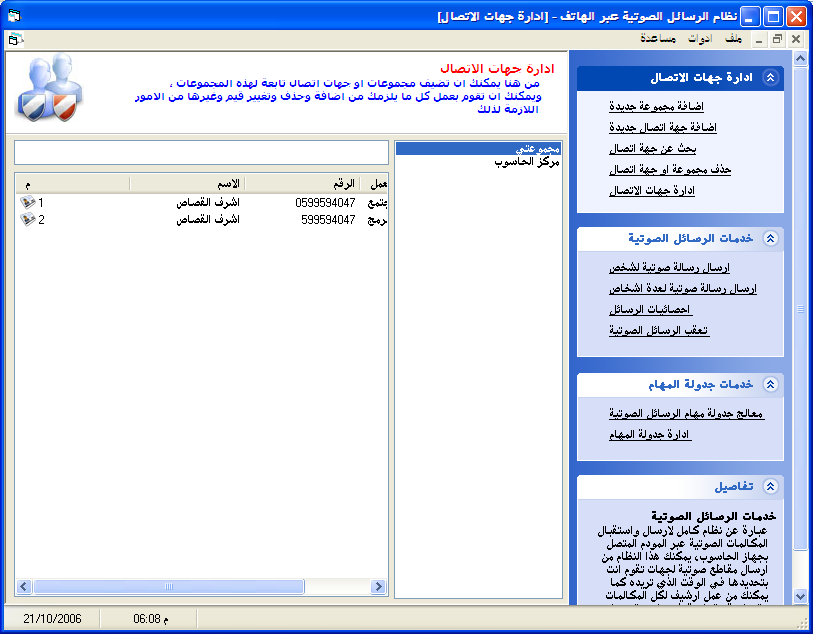 نظام الرسائل الصوتية عبر الهاتف - [ادارة جهات الاتصال]
ملف ادوات مساعدة
ادارة جهات الاتصال
اضافة مجموعة جديدة
اضافة جهة اتصال جديدة
بحث عن جهة اتصال
حذف مجموعة او جهة اتصال
ادارة جهات الاتصال
خدمات الرسائل الصوتية
ارسال رسالة صوتية لشخص
ارسال رسالة صوتية لعدة اشخاص
احصائيات الرسائل
تعقب الرسائل الصوتية
خدمات جدولة المهام
معالج جدولة مهام الرسائل الصوتية
ادارة جدولة المهام
تفاصيل
خدمات الرسائل الصوتية
عبارة عن نظام كامل لارسال واستقبال
المكالمات الصوتية عبر المودم المتصل
بجهاز الحاسوب، يمكنك هذا النظام من
ارسال مقاطع صوتية لجهات تقوم انت
بتحديدها في الوقت الذي تريده كما
يمكنك من عمل ارشيف لكل المكالمات
ادارة جهات الاتصال
من هنا يمكنك ان تضيف مجموعات او جهات اتصال تابعة لهذه المجموعات ،
ويمكنك ان تقوم بعمل كل ما يلزمك من اضافة وحذف وتغيير قيم وغيرها من الامور
اللازمة لذلك
مجموعتي
مركز الحاسوب
م الاسم الرقم عمل
1 اشرف القصاص 0599594047
2 اشرف القصاص 599594047
06:08 م
21/10/2006